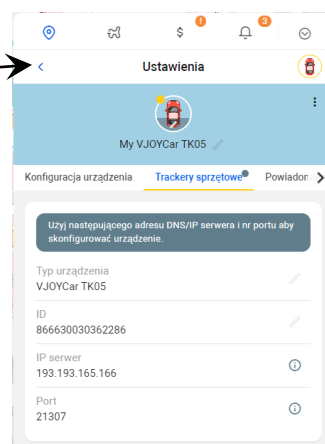 $
!
3
Ustawienia
My VJOYCar TK05
Konfiguracja urządzenia Trackery sprzętowe Powiadom
Użyj następującego adresu DNS/IP serwera i nr portu aby
skonfigurować urządzenie.
Typ urządzenia
VJOYCar TK05
ID
866630030362286
IP serwer
193.193.165.166
Port
21307